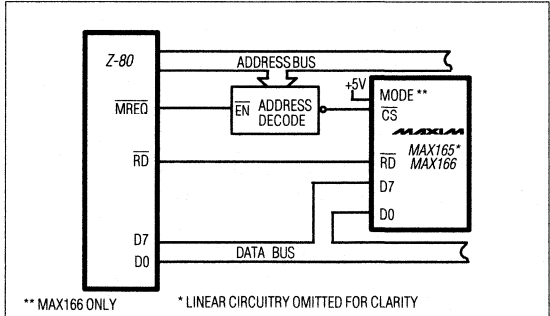 Z-80
ADDRESS BUS
+5V
MODE **
MREQ
EN ADDRESS
DECODE
CS
MAXIM
MAX165*
RD
RD MAX166
D7
D0
D7
D0
DATA BUS
** MAX166 ONLY
* LINEAR CIRCUITRY OMITTED FOR CLARITY